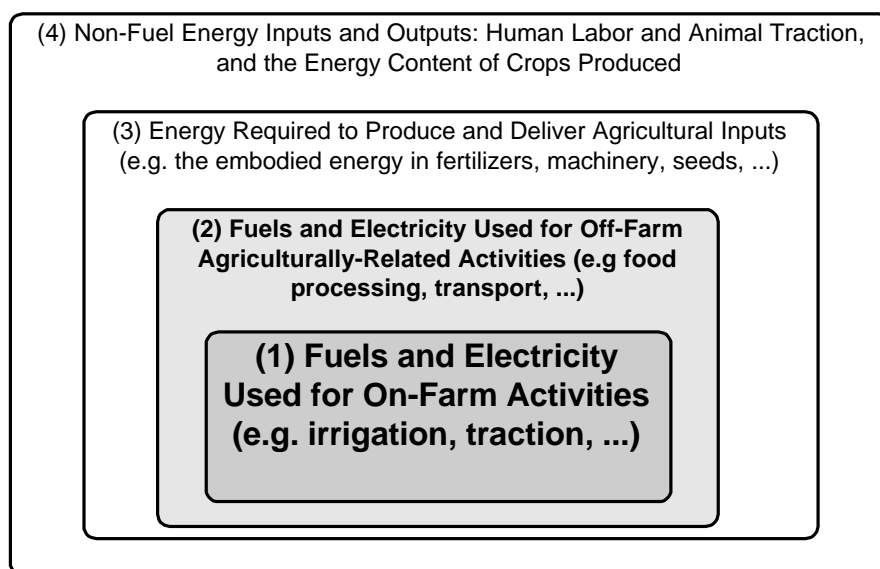 (4) Non-Fuel Energy Inputs and Outputs: Human Labor and Animal Traction,
and the Energy Content of Crops Produced
(3) Energy Required to Produce and Deliver Agricultural Inputs
(e.g. the embodied energy in fertilizers, machinery, seeds, ...)
(2) Fuels and Electricity Used for Off-Farm
Agriculturally-Related Activities (e.g food
processing, transport, ...)
(1) Fuels and Electricity
Used for On-Farm Activities
(e.g. irrigation, traction, ...)